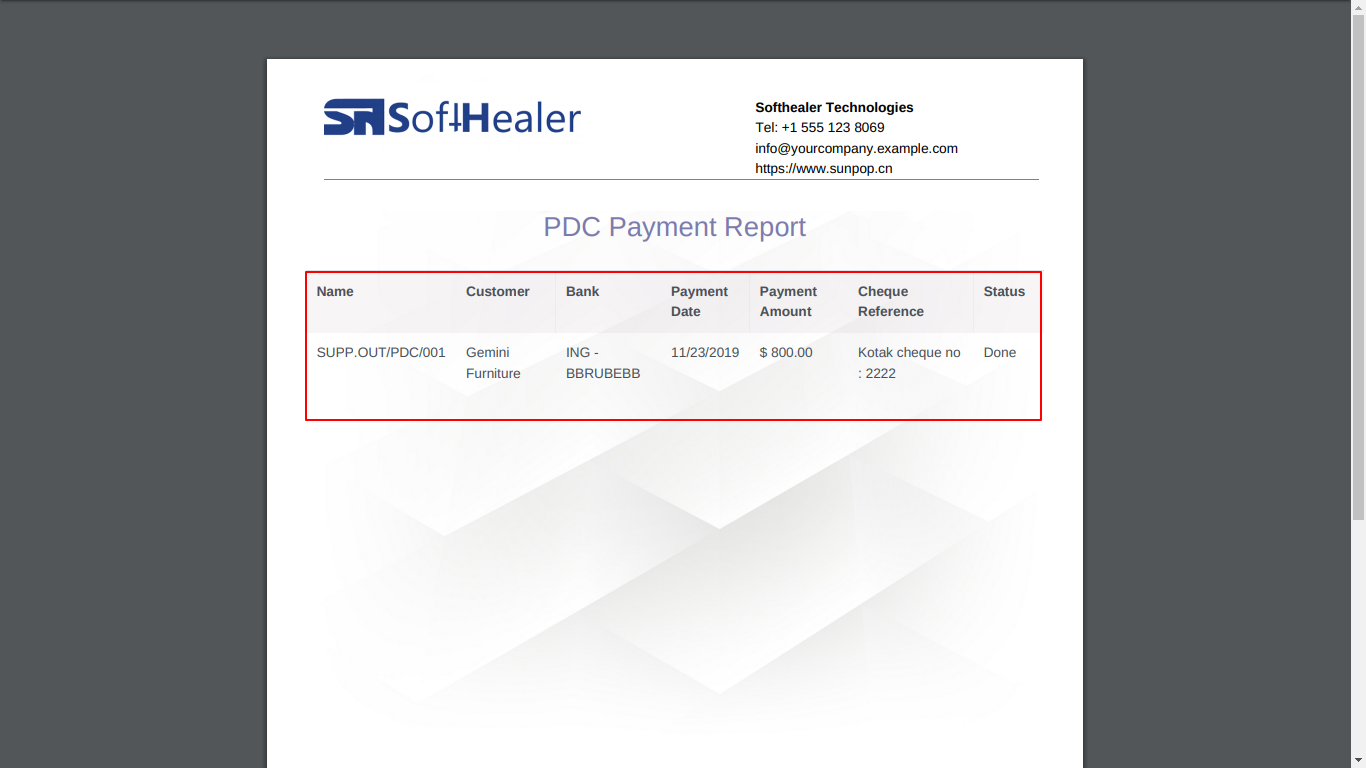 SH SoftHealer
Softhealer Technologies
Tel: +1 555 123 8069
info@yourcompany.example.com
https://www.sunpop.cn
PDC Payment Report
Name Customer Bank Payment Date Payment Amount Cheque Reference Status
SUPP.OUT/PDC/001 Gemini Furniture ING - BBRUBEBB 11/23/2019 $ 800.00 Kotak cheque no : 2222 Done